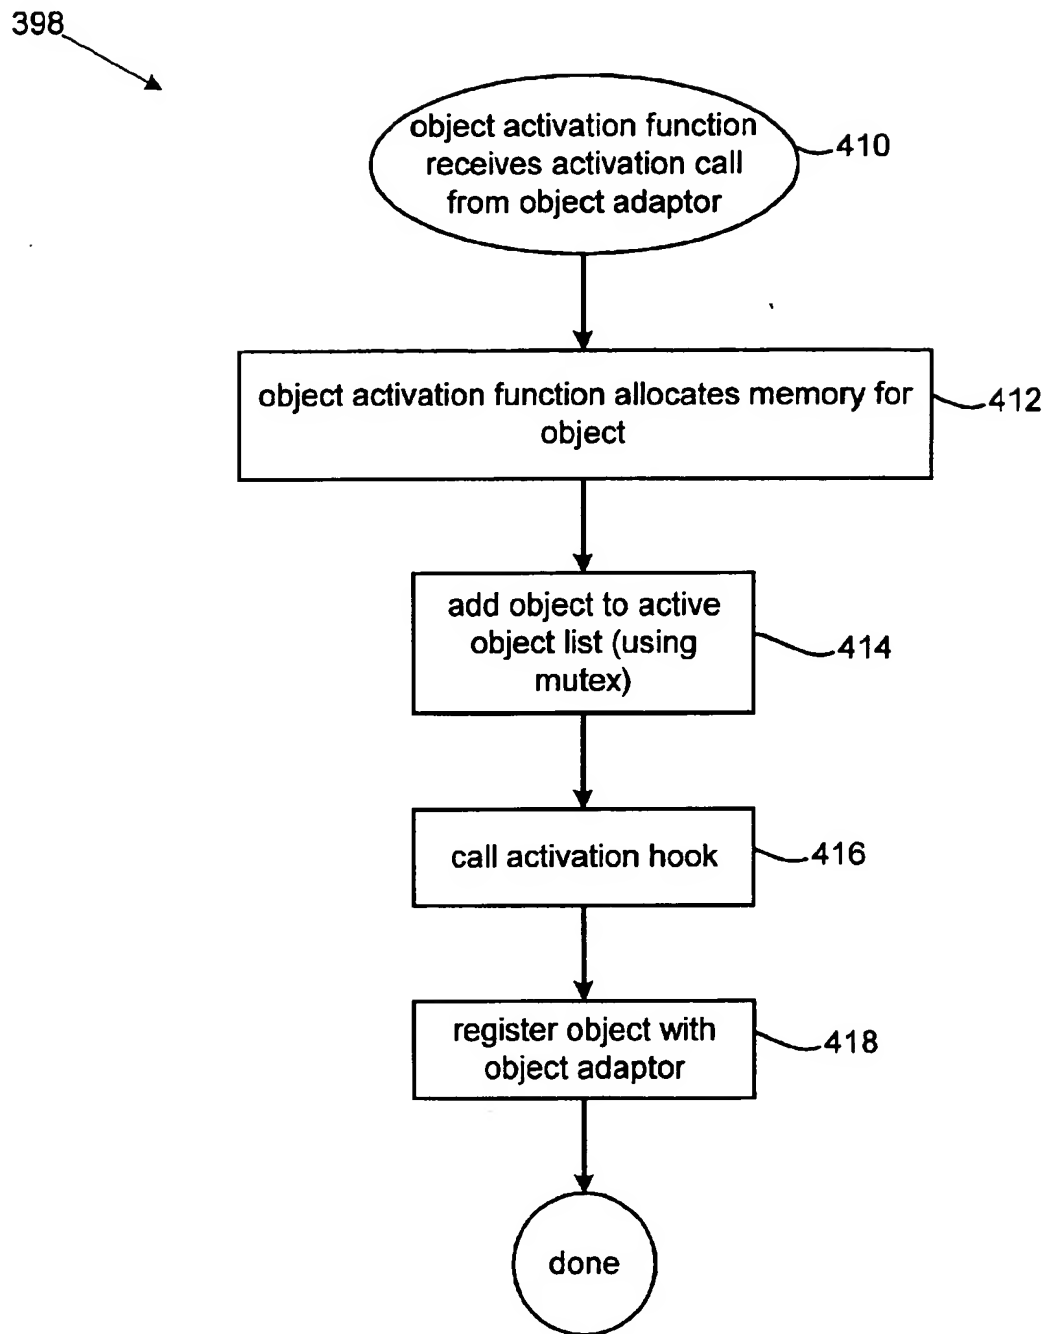 398
object activation function
receives activation call
from object adaptor
410
object activation function allocates memory for
object
412
add object to active
object list (using
mutex)
414
call activation hook
416
register object with
object adaptor
418
done